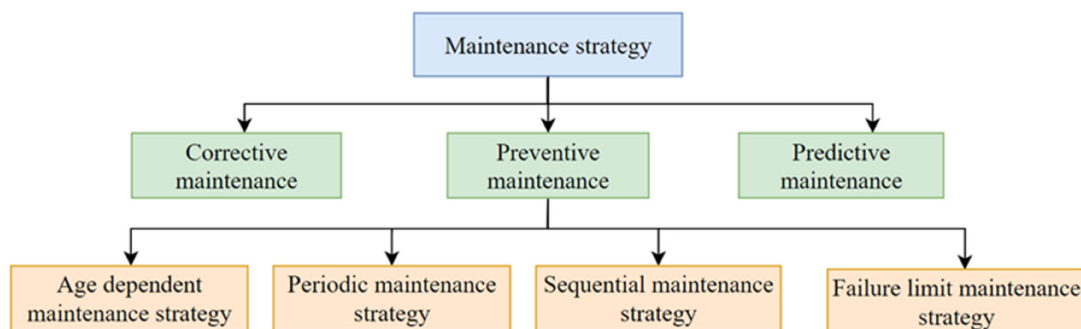 Maintenance strategy
Corrective
maintenance
Preventive
maintenance
Predictive
maintenance
Age dependent
maintenance strategy
Periodic maintenance
strategy
Sequential maintenance
strategy
Failure limit maintenance
strategy